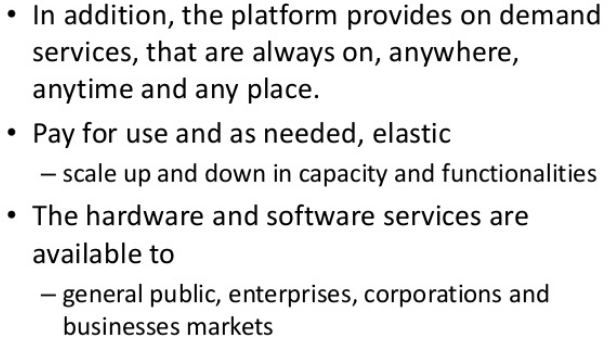 • In addition, the platform provides on demand
services, that are always on, anywhere,
anytime and any place.
• Pay for use and as needed, elastic
– scale up and down in capacity and functionalities
• The hardware and software services are
available to
– general public, enterprises, corporations and
businesses markets